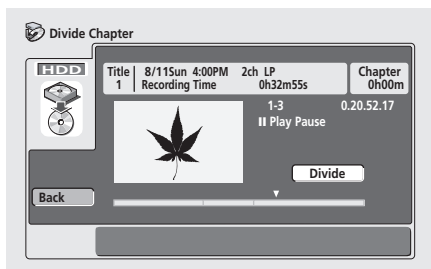 Divide Chapter
HDD
Title 8/11Sun 4:00PM 2ch LP Chapter
1 Recording Time 0h32m55s 0h00m
1-3 0.20.52.17
Play Pause
Divide
Back